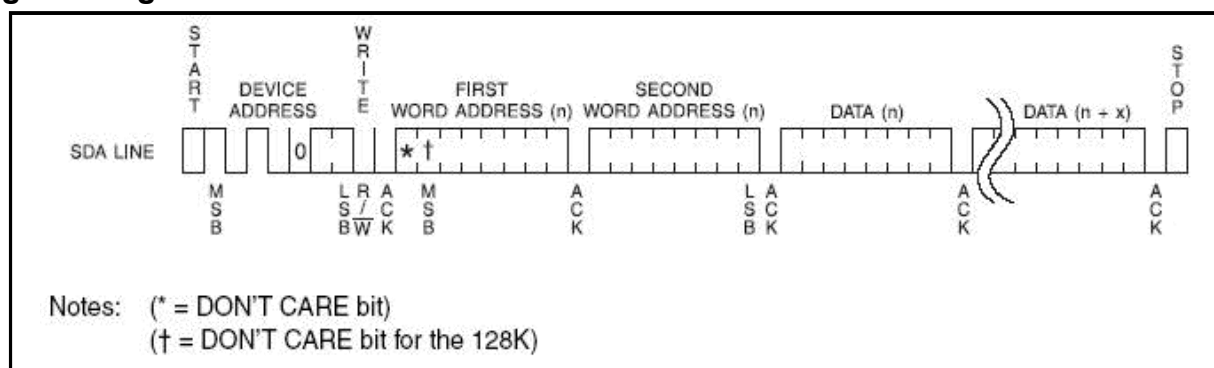 START
WRITE
STOP
DEVICE
ADDRESS
FIRST
WORD ADDRESS (n)
SECOND
WORD ADDRESS (n)
DATA (n)
DATA (n + x)
SDA LINE
0
* †
MSB
LSB
R/W
ACK
MSB
ACK
LSB
ACK
ACK
ACK
Notes: (* = DON'T CARE bit)
(† = DON'T CARE bit for the 128K)